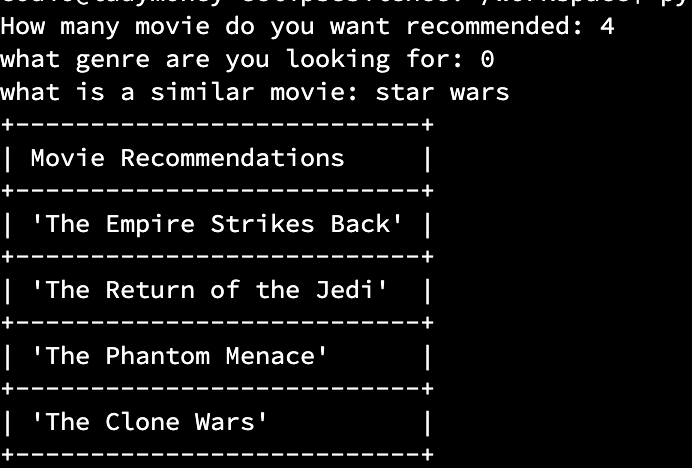 How many movie do you want recommended: 4
what genre are you looking for: 0
what is a similar movie: star wars
+---------------------------+
| Movie Recommendations     |
+---------------------------+
| 'The Empire Strikes Back' |
+---------------------------+
| 'The Return of the Jedi'  |
+---------------------------+
| 'The Phantom Menace'      |
+---------------------------+
| 'The Clone Wars'          |
+---------------------------+